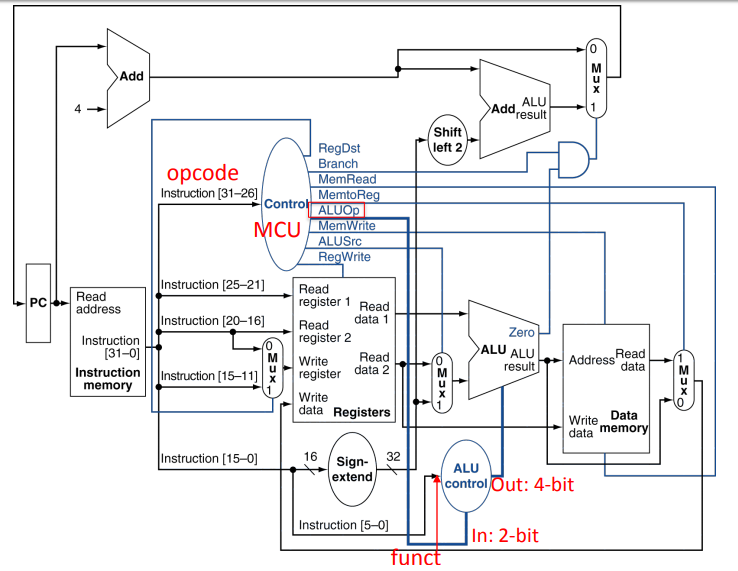 Add
4
Add ALU
result
0
M
u
x
1
Shift
left 2
RegDst
Branch
MemRead
MemtoReg
ALUOp
MemWrite
ALUSrc
RegWrite
opcode
Instruction [31–26]
Control
MCU
PC
Read
address
Instruction
[31–0]
Instruction
memory
Instruction [25–21]
Instruction [20–16]
Instruction [15–11]
Instruction [15–0]
0
M
u
x
1
Read
register 1
Read
register 2
Write
register
Write
data
Read
data 1
Read
data 2
Registers
0
M
u
x
1
Zero
ALU
ALU
result
Address
Read
data
Write
data
Data
memory
1
M
u
x
0
16
Sign-
extend
32
ALU
control
Instruction [5–0]
Out: 4-bit
In: 2-bit
funct